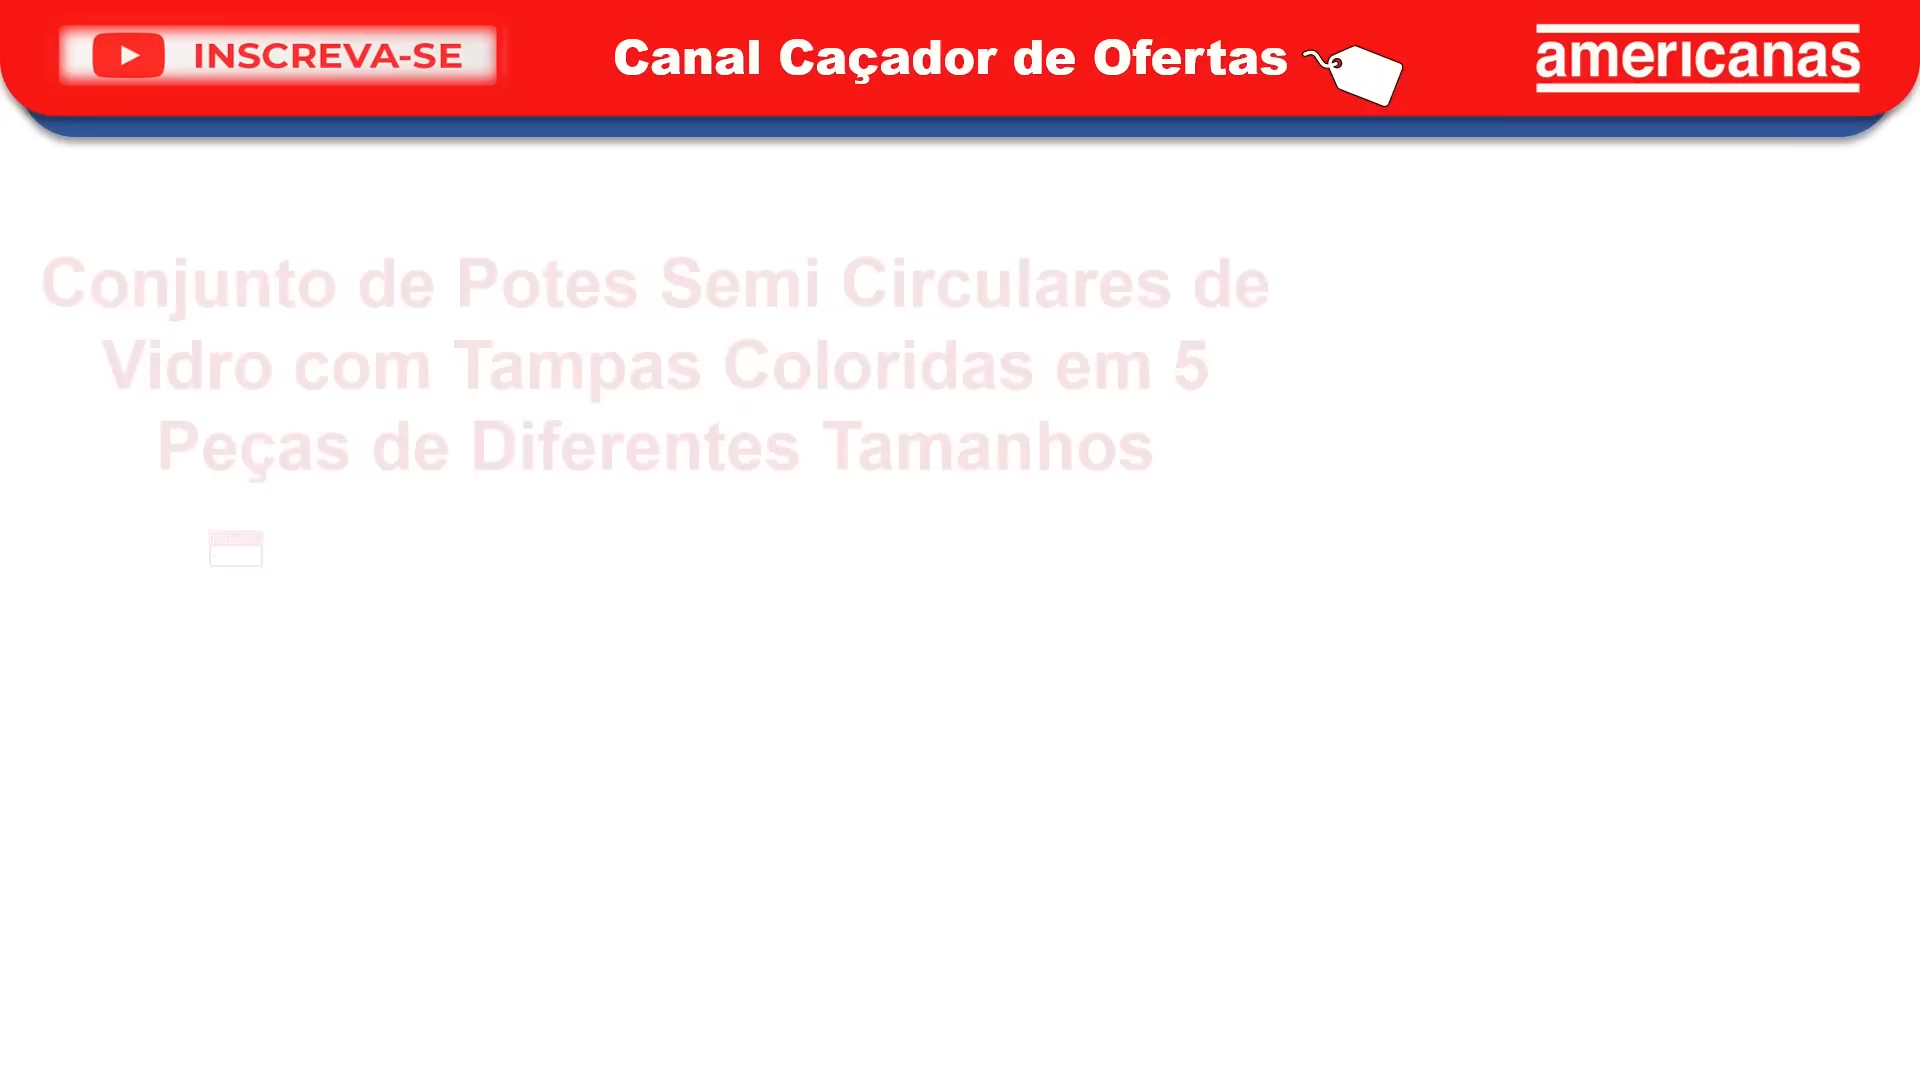 INSCREVA-SE
Canal Caçador de Ofertas
americanas
Conjunto de Potes Semi Circulares de
Vidro com Tampas Coloridas em 5
Peças de Diferentes Tamanhos